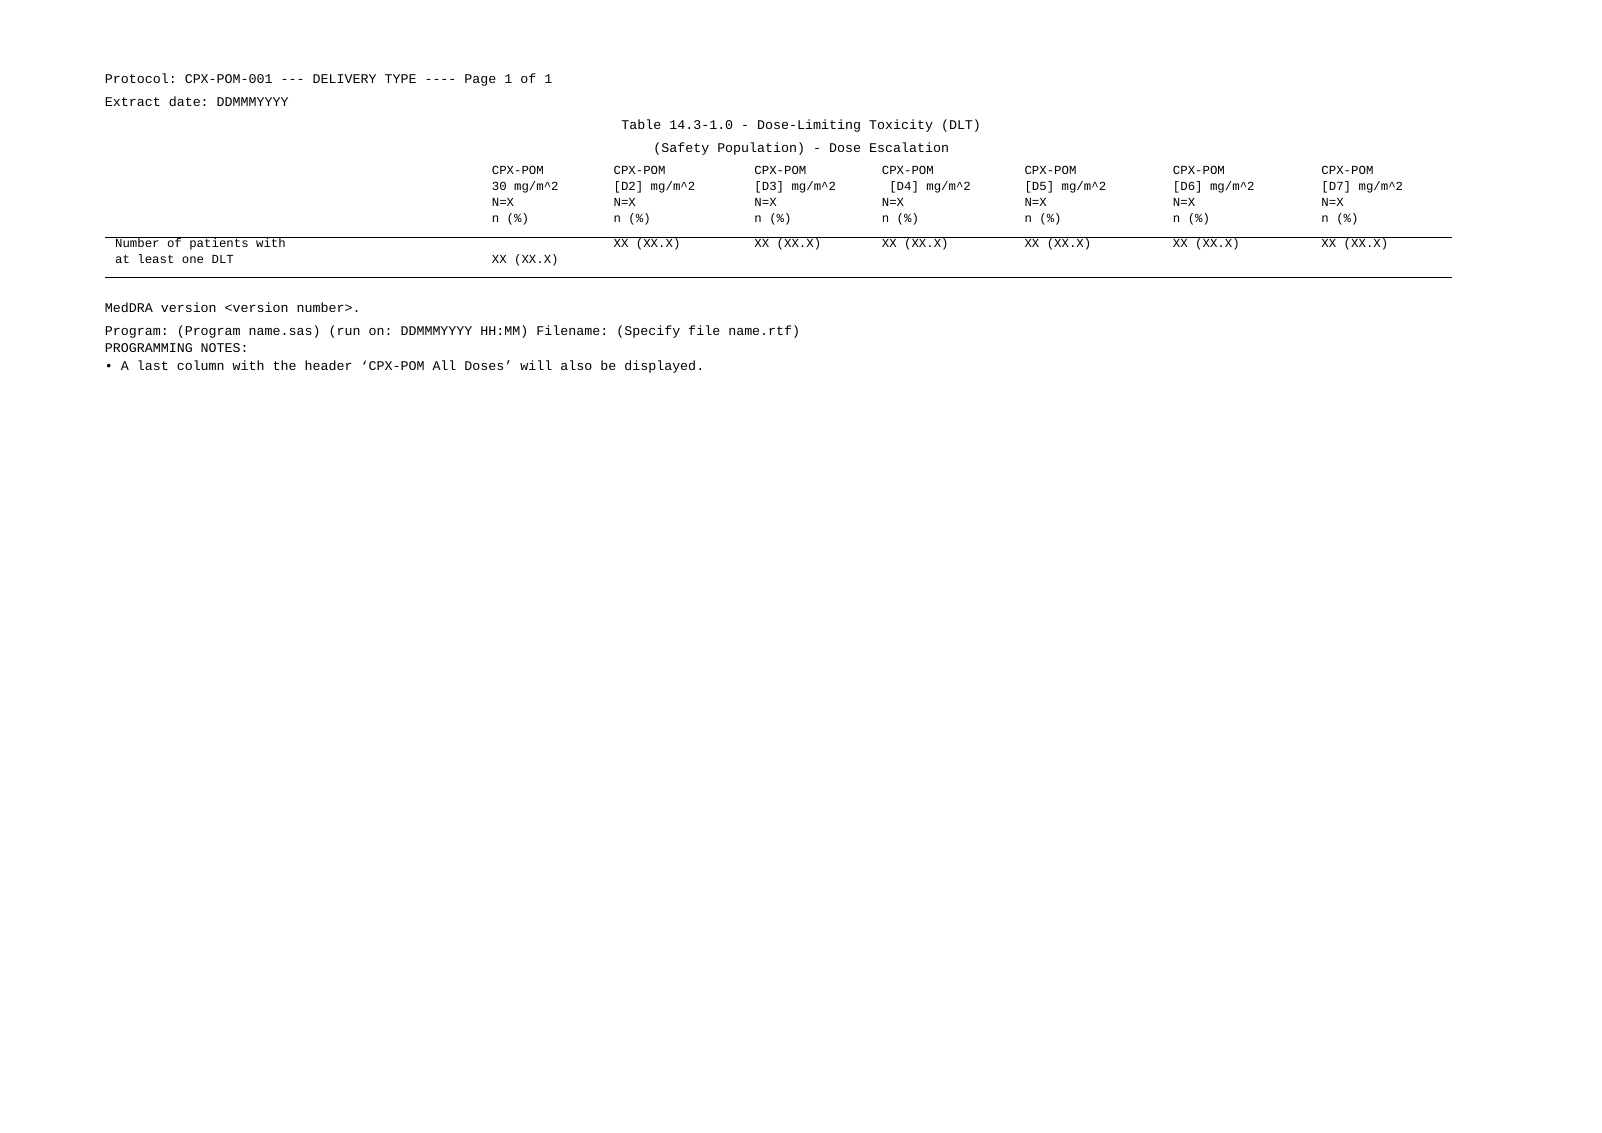 Protocol: CPX-POM-001 --- DELIVERY TYPE ---- Page 1 of 1
Extract date: DDMMMYYYY
Table 14.3-1.0 - Dose-Limiting Toxicity (DLT)
(Safety Population) - Dose Escalation
CPX-POM CPX-POM CPX-POM CPX-POM CPX-POM CPX-POM CPX-POM
30 mg/m^2 [D2] mg/m^2 [D3] mg/m^2 [D4] mg/m^2 [D5] mg/m^2 [D6] mg/m^2 [D7] mg/m^2
N=X N=X N=X N=X N=X N=X N=X
n (%) n (%) n (%) n (%) n (%) n (%) n (%)
Number of patients with XX (XX.X) XX (XX.X) XX (XX.X) XX (XX.X) XX (XX.X) XX (XX.X)
at least one DLT XX (XX.X)
MedDRA version <version number>.
Program: (Program name.sas) (run on: DDMMMYYYY HH:MM) Filename: (Specify file name.rtf)
PROGRAMMING NOTES:
• A last column with the header ‘CPX-POM All Doses’ will also be displayed.